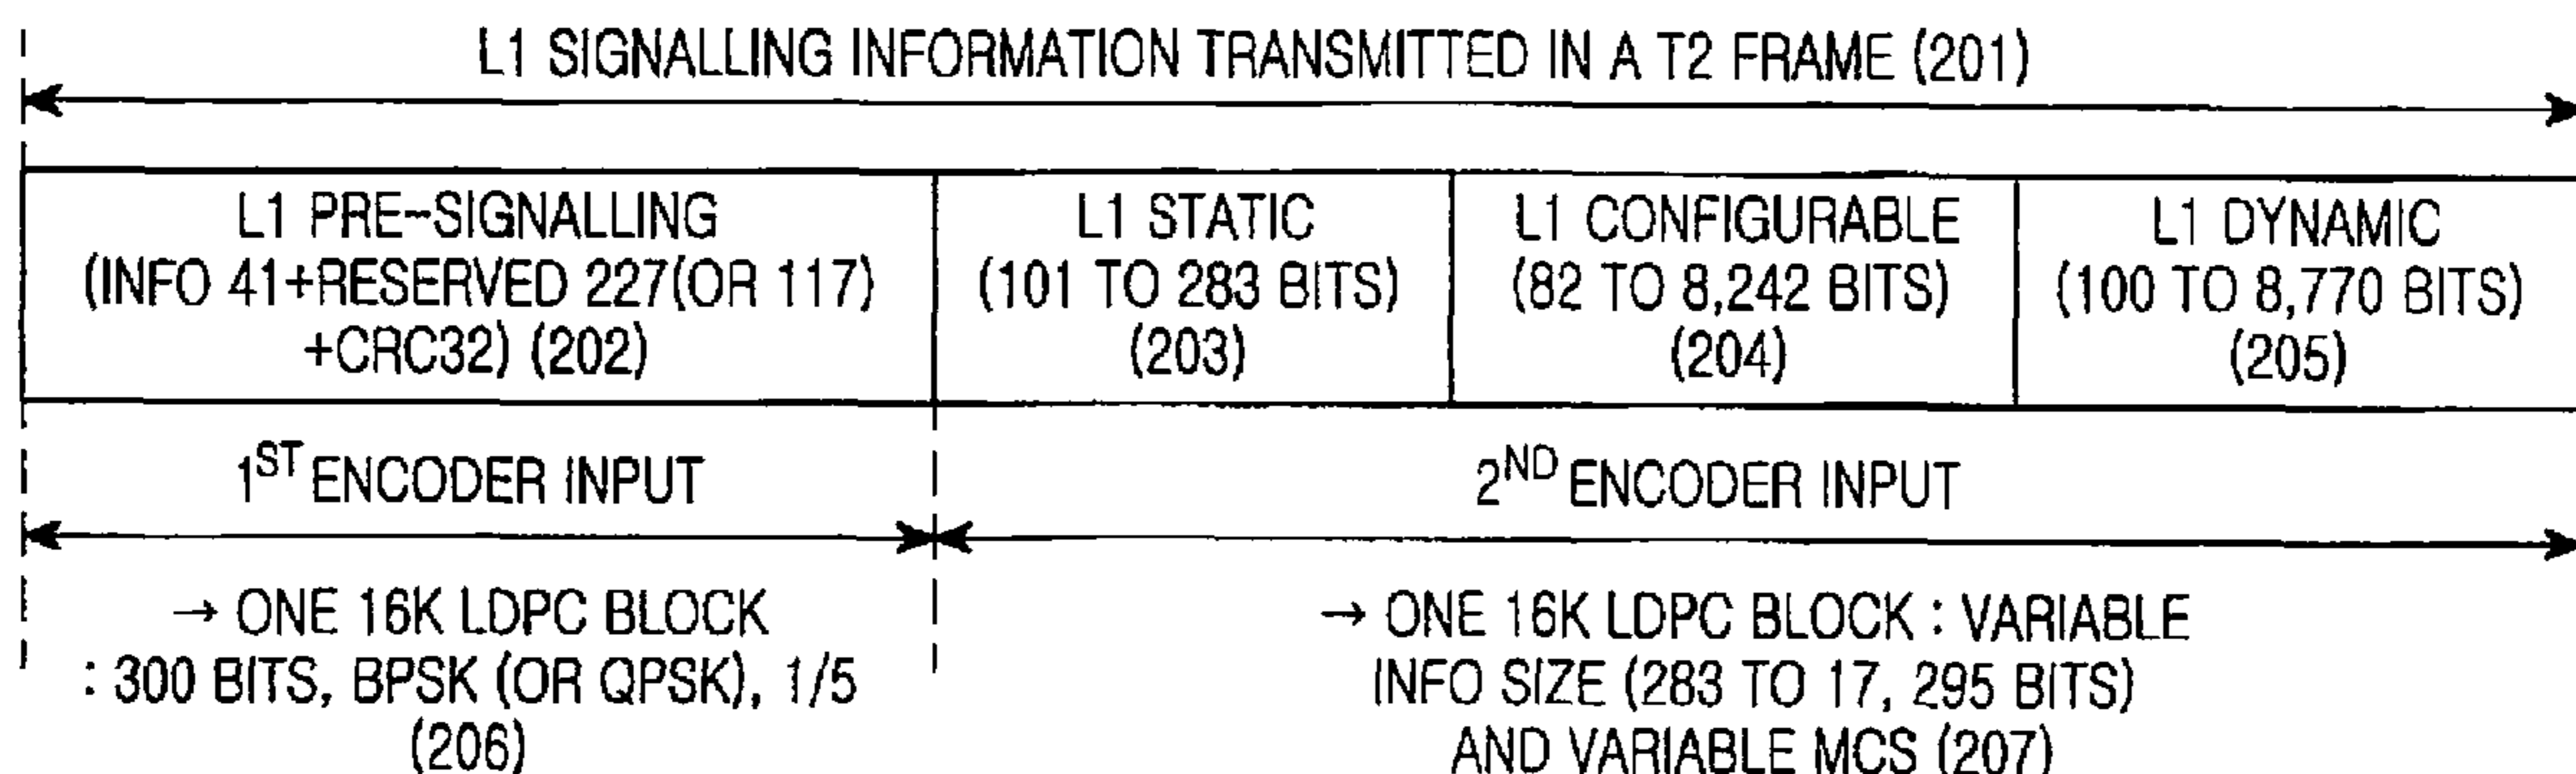 L1 SIGNALLING INFORMATION TRANSMITTED IN A T2 FRAME (201)
L1 PRE-SIGNALLING
(INFO 41+RESERVED 227(OR 117)
+CRC32) (202)
L1 STATIC
(101 TO 283 BITS)
(203)
L1 CONFIGURABLE
(82 TO 8,242 BITS)
(204)
L1 DYNAMIC
(100 TO 8,770 BITS)
(205)
1ST ENCODER INPUT
2ND ENCODER INPUT
→ ONE 16K LDPC BLOCK
: 300 BITS, BPSK (OR QPSK), 1/5
(206)
→ ONE 16K LDPC BLOCK : VARIABLE
INFO SIZE (283 TO 17, 295 BITS)
AND VARIABLE MCS (207)